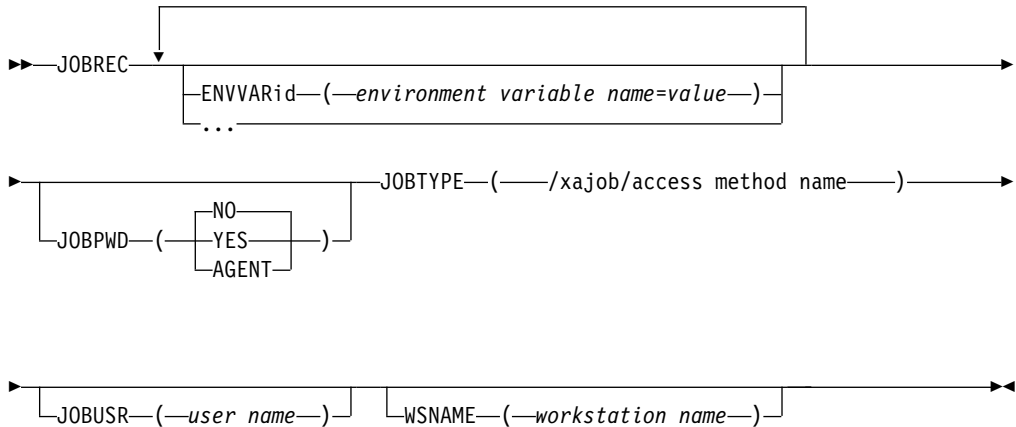 JOBREC
ENVVARid ( environment variable name=value )
...
JOBTYPE ( /xajob/access method name )
NO
JOBPWD ( YES )
AGENT
JOBUSR ( user name ) WSNAME ( workstation name )